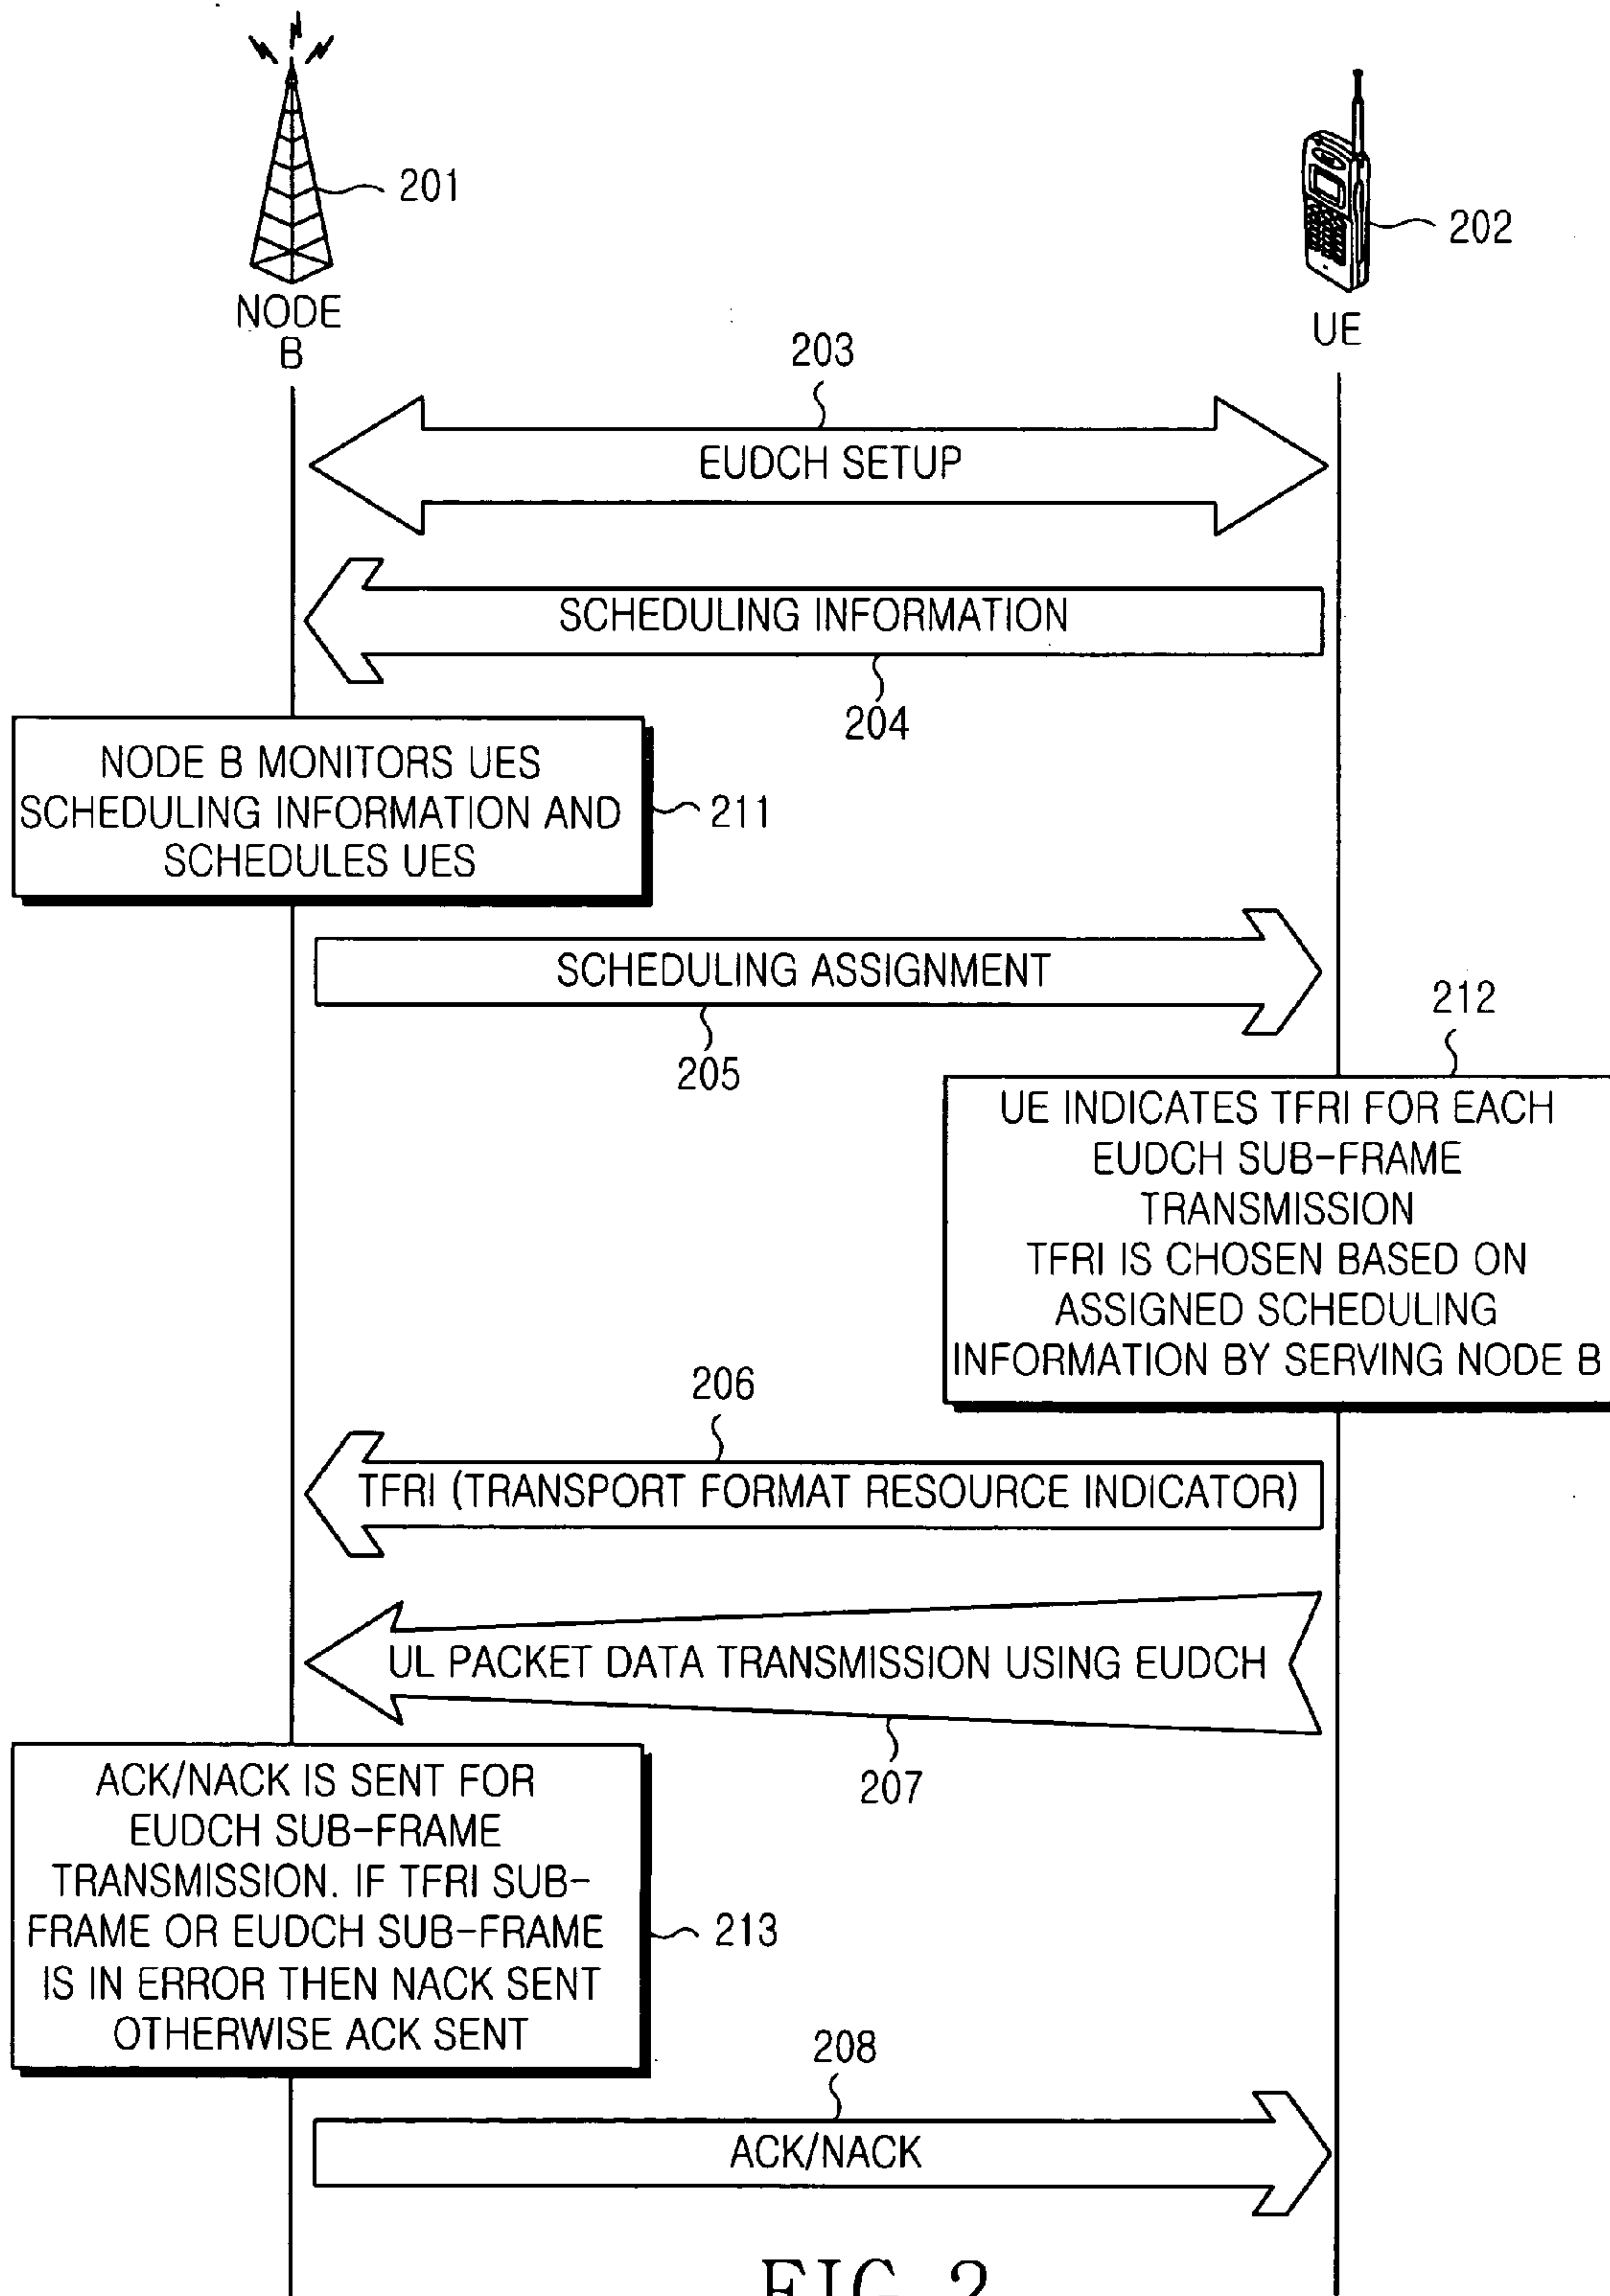 201
202
NODE
B
UE
203
EUDCH SETUP
SCHEDULING INFORMATION
204
NODE B MONITORS UES
SCHEDULING INFORMATION AND
SCHEDULES UES
211
SCHEDULING ASSIGNMENT
205
212
UE INDICATES TFRI FOR EACH
EUDCH SUB-FRAME
TRANSMISSION
TFRI IS CHOSEN BASED ON
ASSIGNED SCHEDULING
INFORMATION BY SERVING NODE B
206
TFRI (TRANSPORT FORMAT RESOURCE INDICATOR)
UL PACKET DATA TRANSMISSION USING EUDCH
207
ACK/NACK IS SENT FOR
EUDCH SUB-FRAME
TRANSMISSION. IF TFRI SUB-
FRAME OR EUDCH SUB-FRAME
IS IN ERROR THEN NACK SENT
OTHERWISE ACK SENT
213
208
ACK/NACK
FIG. 2